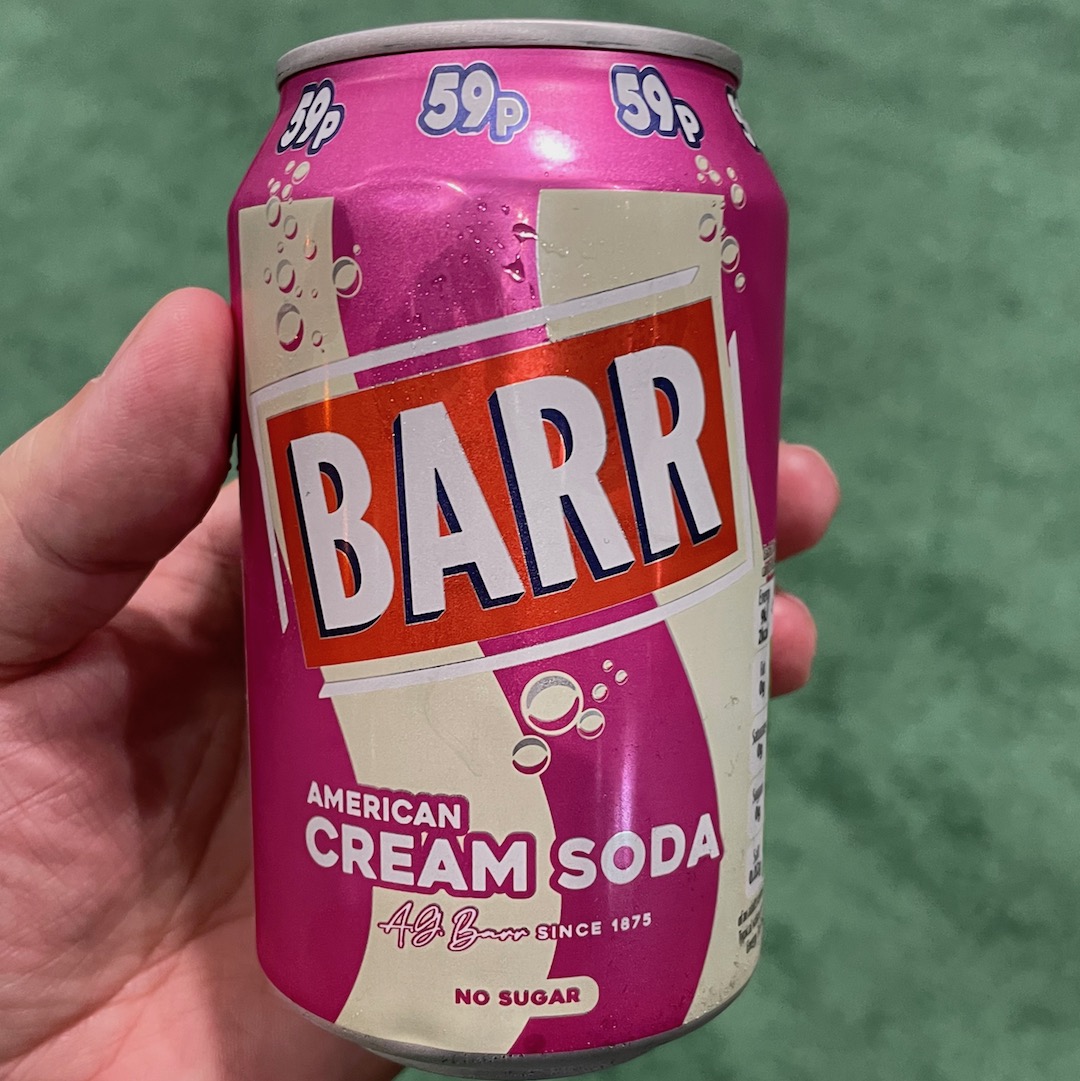 59p 59p 59p
BARR
AMERICAN
CREAM SODA
A.G. Barr SINCE 1875
NO SUGAR